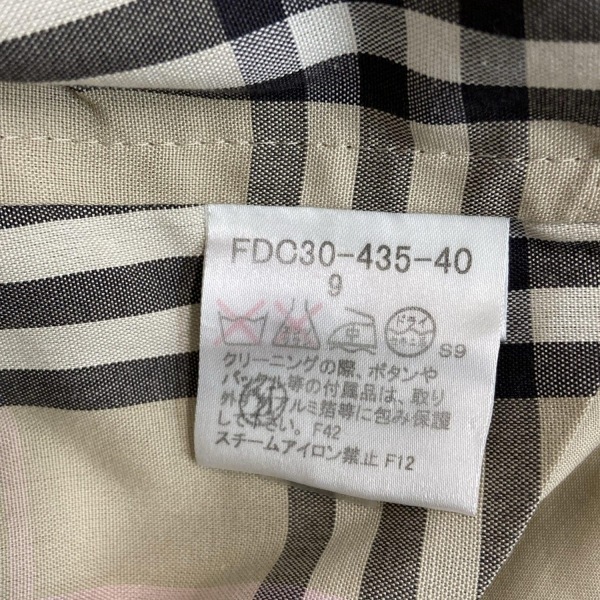 FDC30-435-40
9
ドライ
S9
クリーニングの際、ボタンや
バックル等の付属品は、取り
外すか、アルミ箔等に包み保護
して下さい。F42
スチームアイロン禁止 F12